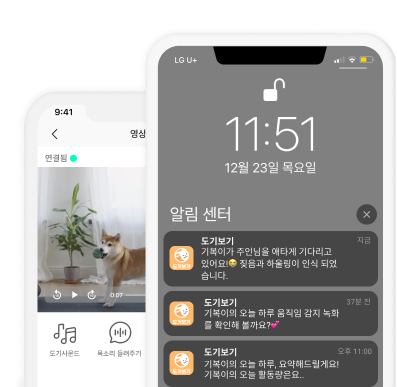 LG U+
11:51
12월 23일 목요일
알림 센터
도기보기
지금
기복이가 주인님을 애타게 기다리고
있어요!😭 짖음과 하울링이 인식 되었
습니다.
도기보기
37분 전
기복이의 오늘 하루 움직임 감지 녹화
를 확인해 볼까요?💕
도기보기
오후 11:00
기복이의 오늘 하루, 요약해드릴게요!
기복이의 오늘 활동량은요..
도기보기
도기보기
도기보기
9:41
영상
연결됨
0:07
도기사운드
목소리 들려주기